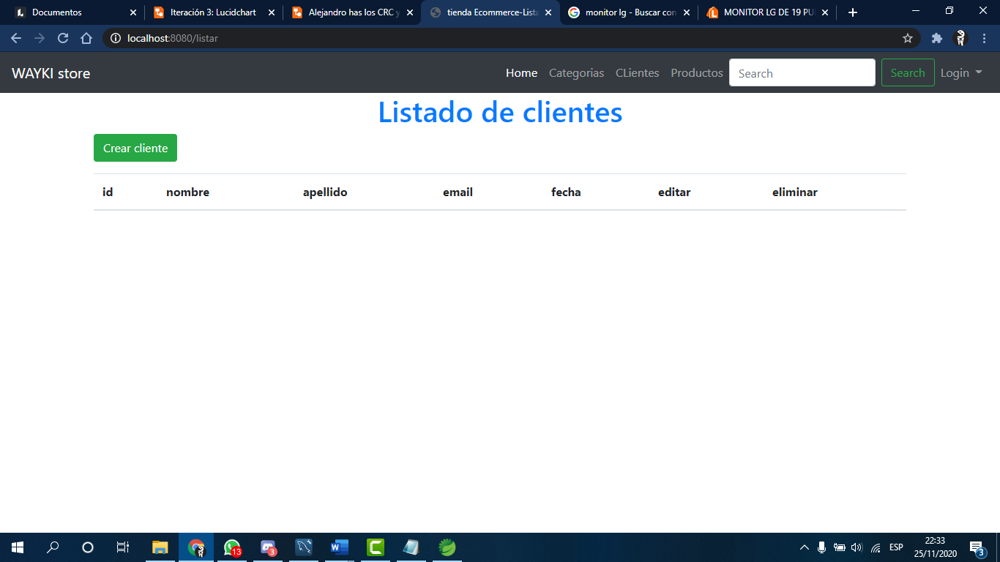 Documentos
Iteración 3: Lucidchart
Alejandro has los CRC y
tienda Ecommerce-Lista
monitor lg - Buscar con
MONITOR LG DE 19 PU
localhost:8080/listar
WAYKI store
Home Categorias CLientes Productos Search Search Login
Listado de clientes
Crear cliente
id nombre apellido email fecha editar eliminar
13
3
ESP
22:33
25/11/2020
3